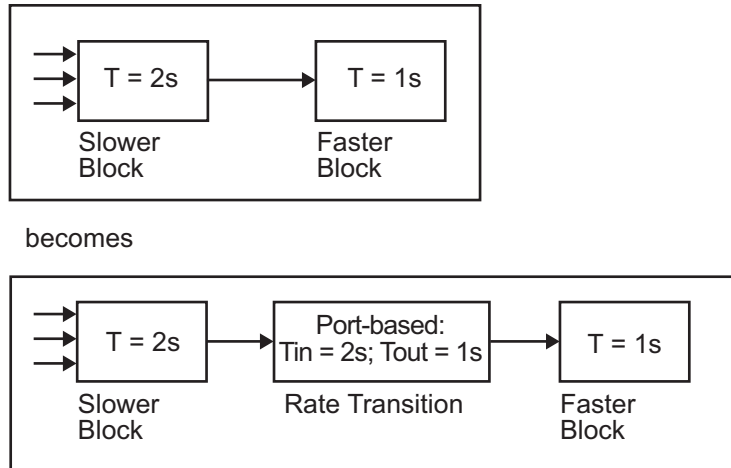 T = 2s
T = 1s
Slower
Block
Faster
Block
becomes
T = 2s
Port-based:
Tin = 2s; Tout = 1s
T = 1s
Slower
Block
Rate Transition
Faster
Block